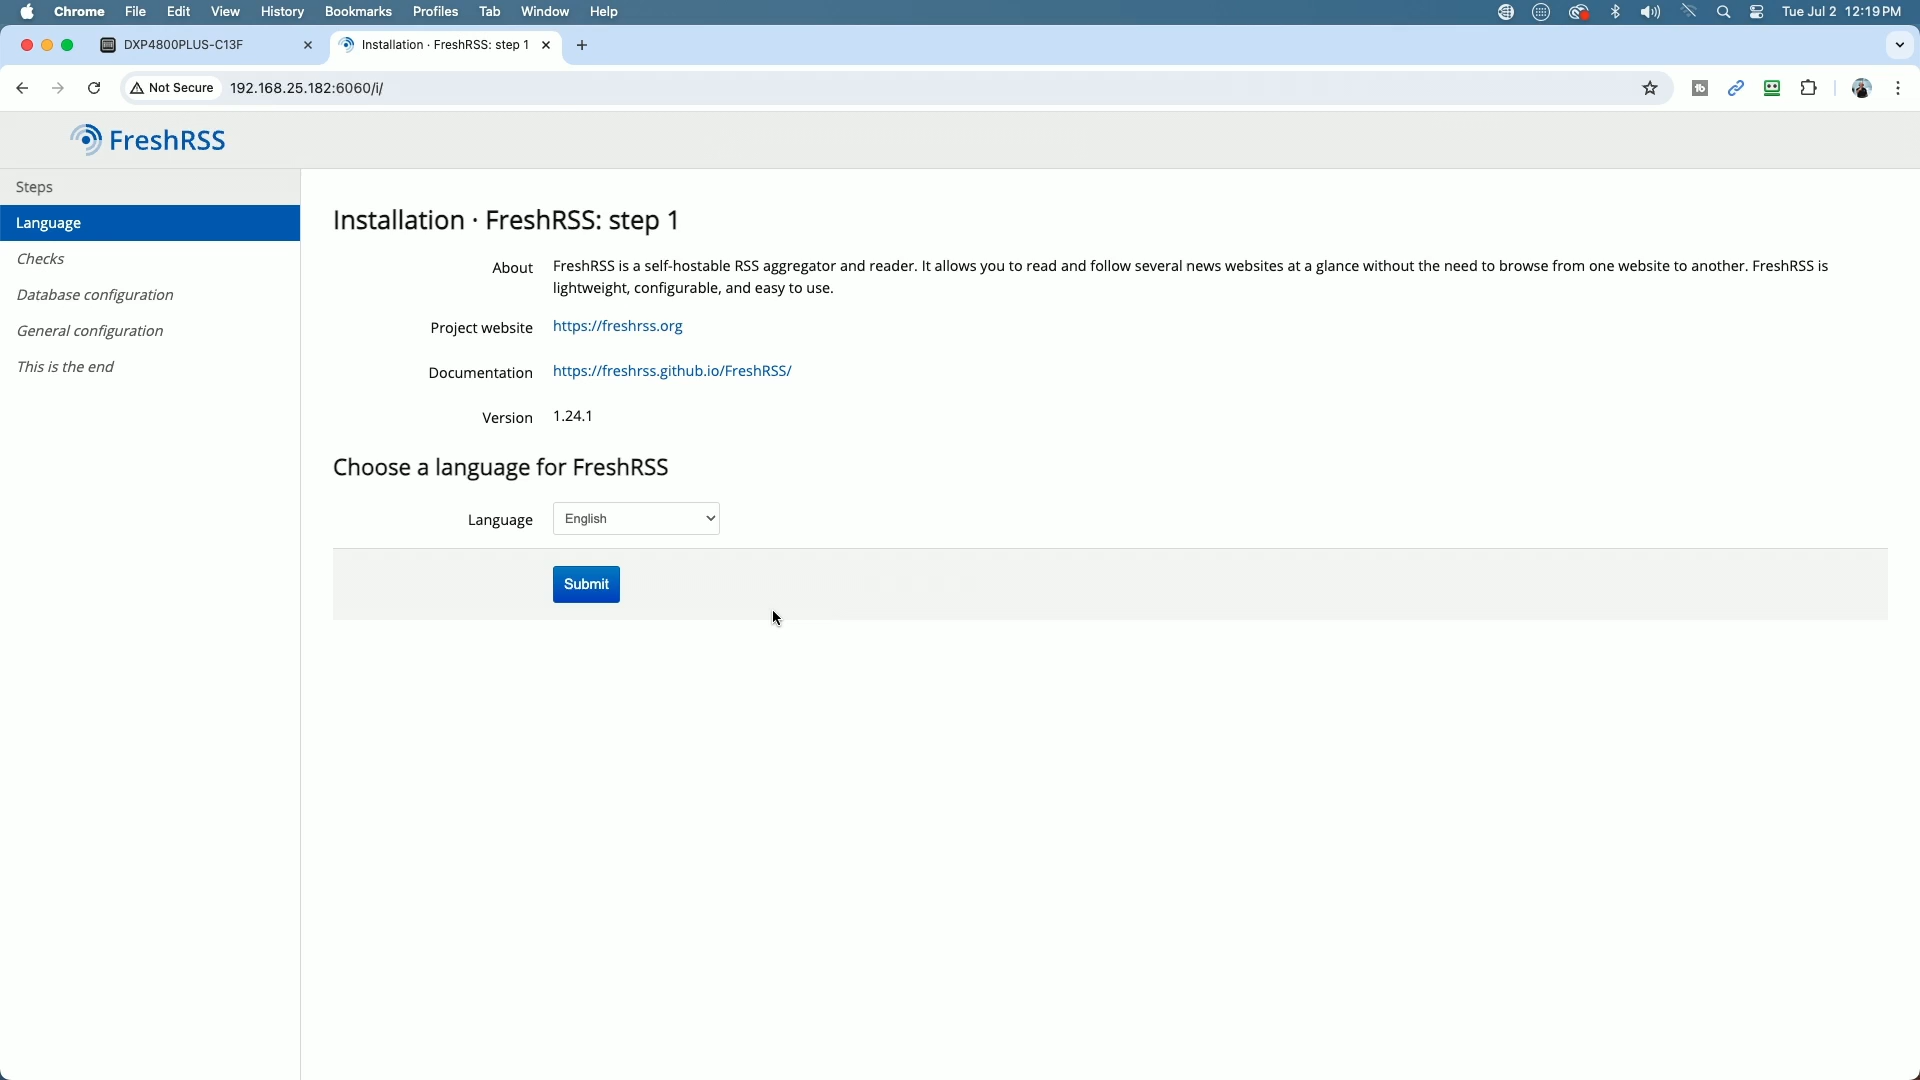 Chrome File Edit View History Bookmarks Profiles Tab Window Help Tue Jul 2 12:19 PM
DXP4800PLUS-C13F Installation · FreshRSS: step 1
Not Secure 192.168.25.182:6060/i/
FreshRSS
Steps
Language
Checks
Database configuration
General configuration
This is the end
Installation · FreshRSS: step 1
About FreshRSS is a self-hostable RSS aggregator and reader. It allows you to read and follow several news websites at a glance without the need to browse from one website to another. FreshRSS is
lightweight, configurable, and easy to use.
Project website https://freshrss.org
Documentation https://freshrss.github.io/FreshRSS/
Version 1.24.1
Choose a language for FreshRSS
Language English
Submit